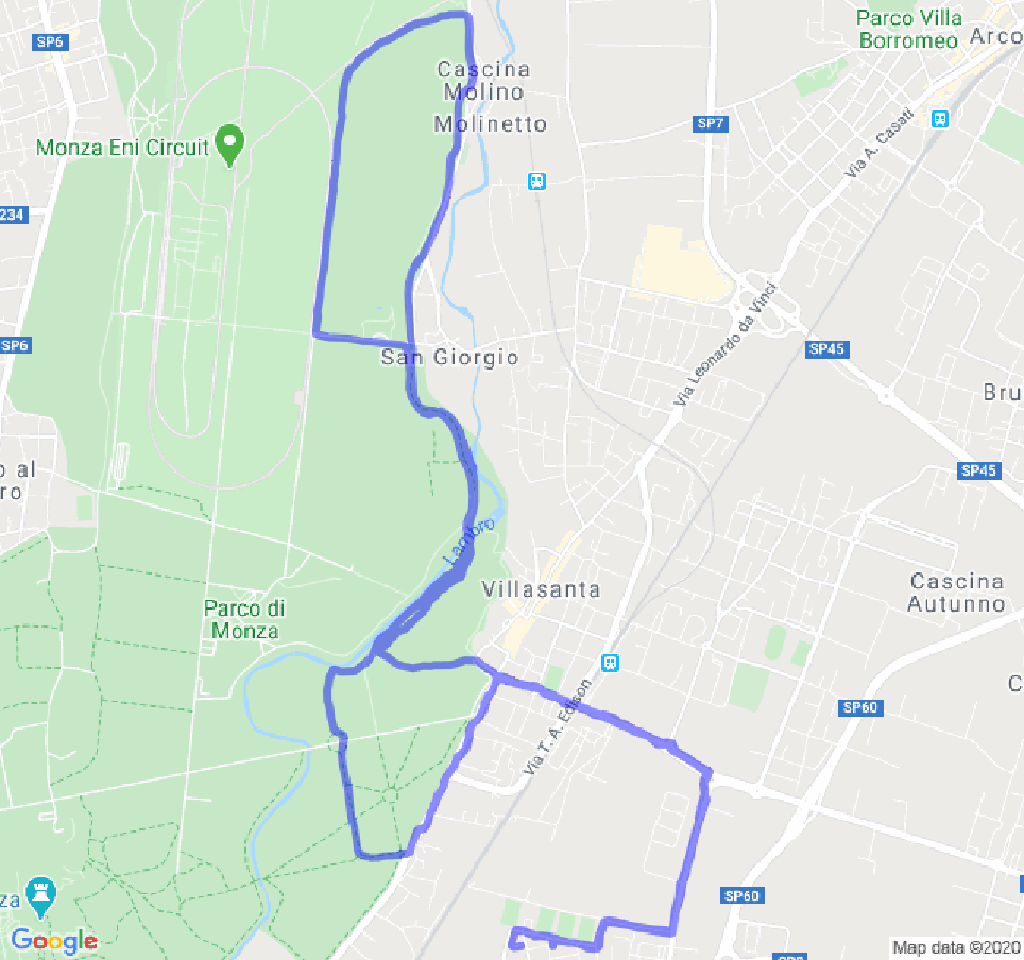 Parco Villa
Borromeo
Arco
SP6
Cascina
Molino
Molinetto
SP7
Monza Eni Circuit
Via A. Casati
234
Via Leonardo da Vinci
SP6
San Giorgio
SP45
Bru
o al
ro
SP45
Lambro
Villasanta
Cascina
Autunno
Parco di
Monza
C
SP60
Via T. A. Edison
SP60
za
Google
Map data ©2020